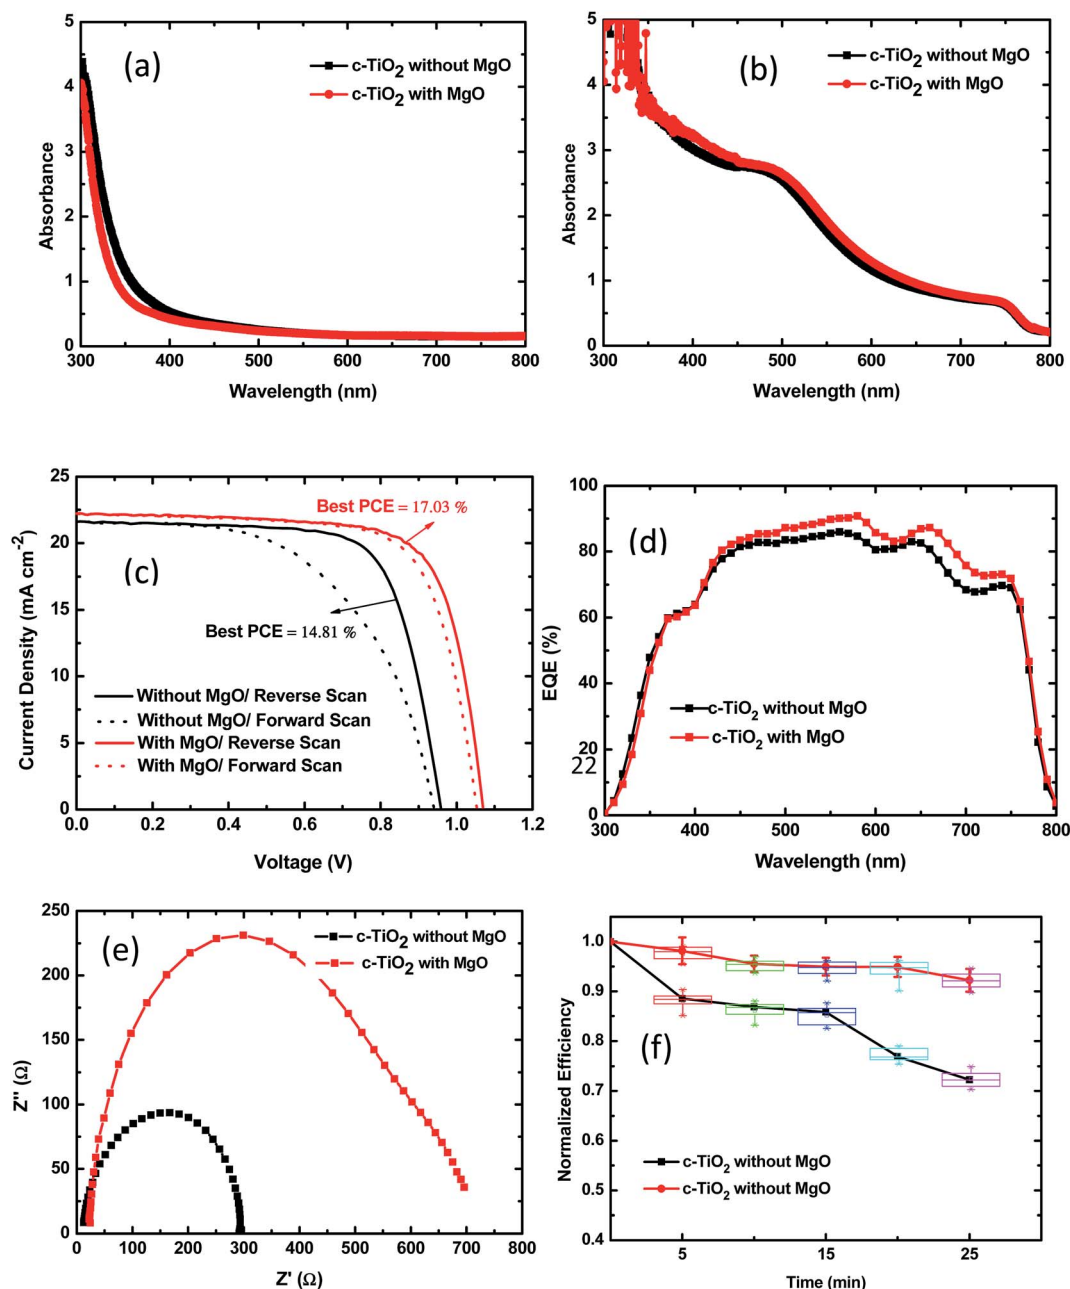 (a)
c-TiO2 without MgO
c-TiO2 with MgO
5
4
3
2
1
0
300 400 500 600 700 800
Absorbance
Wavelength (nm)
(b)
c-TiO2 without MgO
c-TiO2 with MgO
5
4
3
2
1
0
300 400 500 600 700 800
Absorbance
Wavelength (nm)
(c)
Best PCE = 17.03 %
Best PCE = 14.81 %
Without MgO/ Reverse Scan
Without MgO/ Forward Scan
With MgO/ Reverse Scan
With MgO/ Forward Scan
25
20
15
10
5
0
0.0 0.2 0.4 0.6 0.8 1.0 1.2
Current Density (mA cm-2)
Voltage (V)
(d)
c-TiO2 without MgO
c-TiO2 with MgO
100
80
60
40
20
22
0
300 400 500 600 700 800
EQE (%)
Wavelength (nm)
(e)
c-TiO2 without MgO
c-TiO2 with MgO
250
225
200
175
150
125
100
75
50
25
0
0 100 200 300 400 500 600 700 800
Z'' (Ω)
Z' (Ω)
(f)
c-TiO2 without MgO
c-TiO2 without MgO
1.0
0.9
0.8
0.7
0.6
0.5
0.4
5 15 15 20 25
Normalized Efficiency
Time (min)